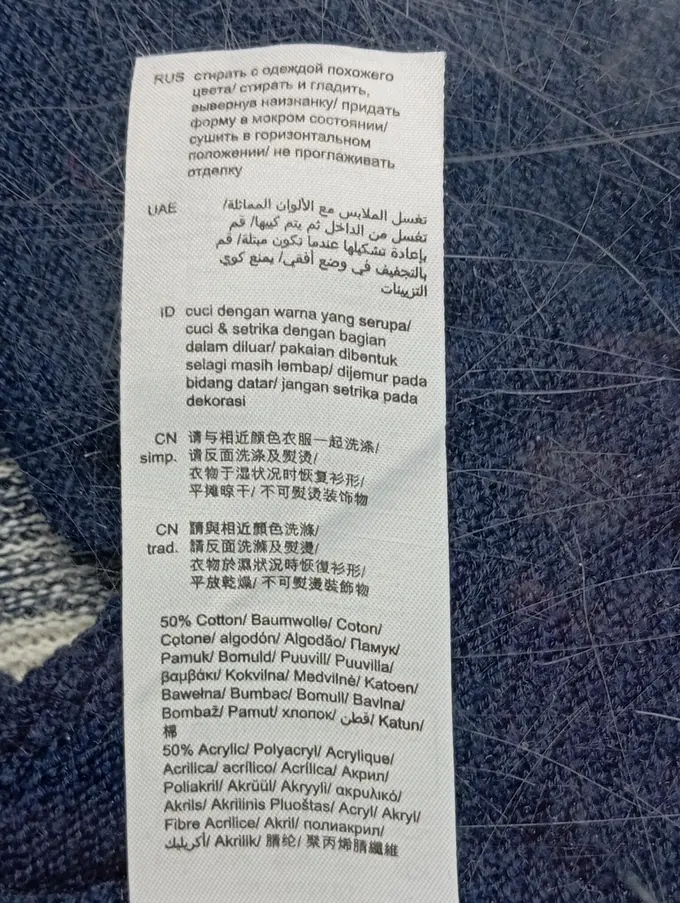 RUS стирать с одеждой похожего
цвета/ стирать и гладить,
вывернув наизнанку/ придать
форму в мокром состоянии/
сушить в горизонтальном
положении/ не проглаживать
отделку
UAE تغسل الملابس مع الألوان المماثلة/
تغسل من الداخل ثم يتم كيها/ قم
بإعادة تشكيلها عندما تكون مبتلة/ قم
بالتجفيف في وضع أفقي/ يمنع كوي
التزيينات
ID cuci dengan warna yang serupa/
cuci & setrika dengan bagian
dalam diluar/ pakaian dibentuk
selagi masih lembap/ dijemur pada
bidang datar/ jangan setrika pada
dekorasi
CN 请与相近颜色衣服一起洗涤/
simp. 请反面洗涤及熨烫/
衣物于湿状况时恢复衫形/
平摊晾干/ 不可熨烫装饰物
CN 請與相近顏色洗滌/
trad. 請反面洗滌及熨燙/
衣物於濕狀況時恢復衫形/
平放乾燥/ 不可熨燙裝飾物
50% Cotton/ Baumwolle/ Coton/
Cotone/ algodón/ Algodão/ Памук/
Pamuk/ Bomuld/ Puuvill/ Puuvilla/
βαμβάκι/ Kokvilna/ Medvilnė/ Katoen/
Bawełna/ Bumbac/ Bomull/ Bavlna/
Bombaž/ Pamut/ хлопок/ قطن/ Katun/
棉
50% Acrylic/ Polyacryl/ Acrylique/
Acrilica/ acrílico/ Acrílica/ Акрил/
Poliakril/ Akrüül/ Akryyli/ ακρυλικό/
Akrils/ Akrilinis Pluoštas/ Acryl/ Akryl/
Fibre Acrilice/ Akril/ полиакрил/
أكريليك/ Akrilik/ 腈纶/ 聚丙烯腈纖維